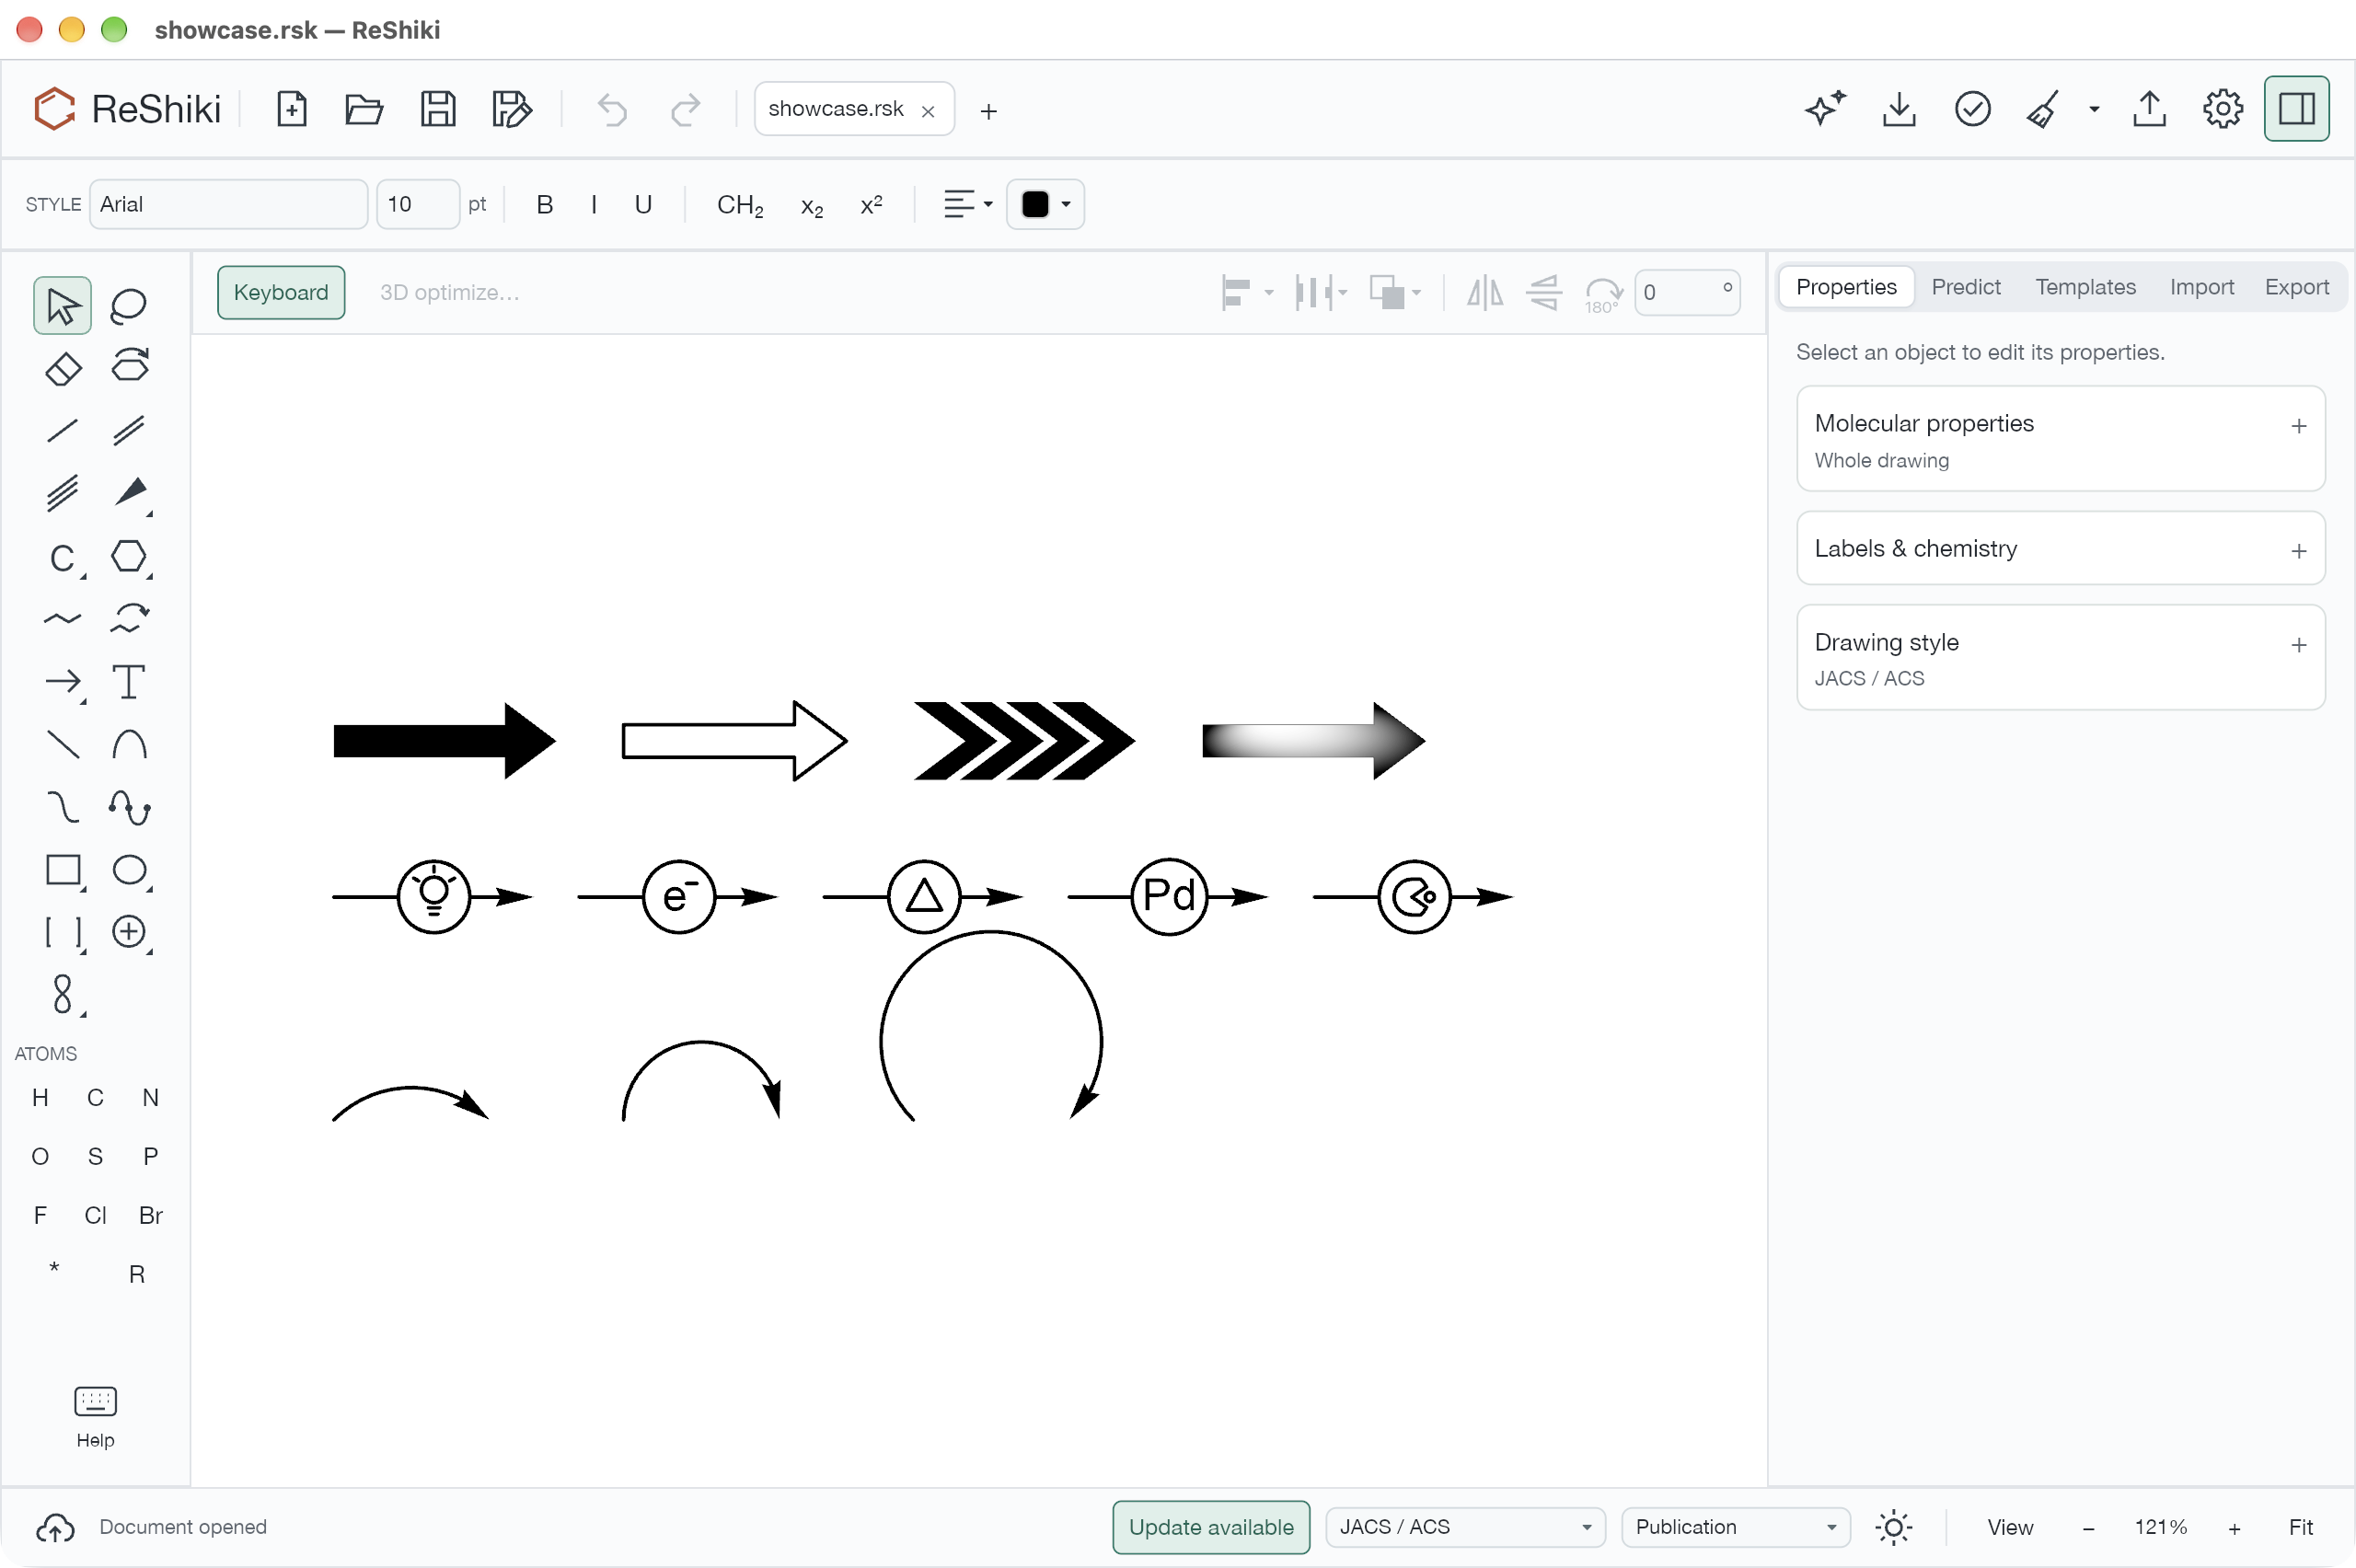 showcase.rsk — ReShiki
ReShiki
showcase.rsk ×
+
STYLE Arial 10 pt B I U CH₂ x₂ x²
Keyboard 3D optimize...
180° 0 °
Properties Predict Templates Import Export
Select an object to edit its properties.
Molecular properties +
Whole drawing
Labels & chemistry +
Drawing style +
JACS / ACS
C
T
[ ]
e⁻
Pd
ATOMS
H C N
O S P
F Cl Br
* R
Help
Document opened Update available JACS / ACS Publication View − 121% + Fit